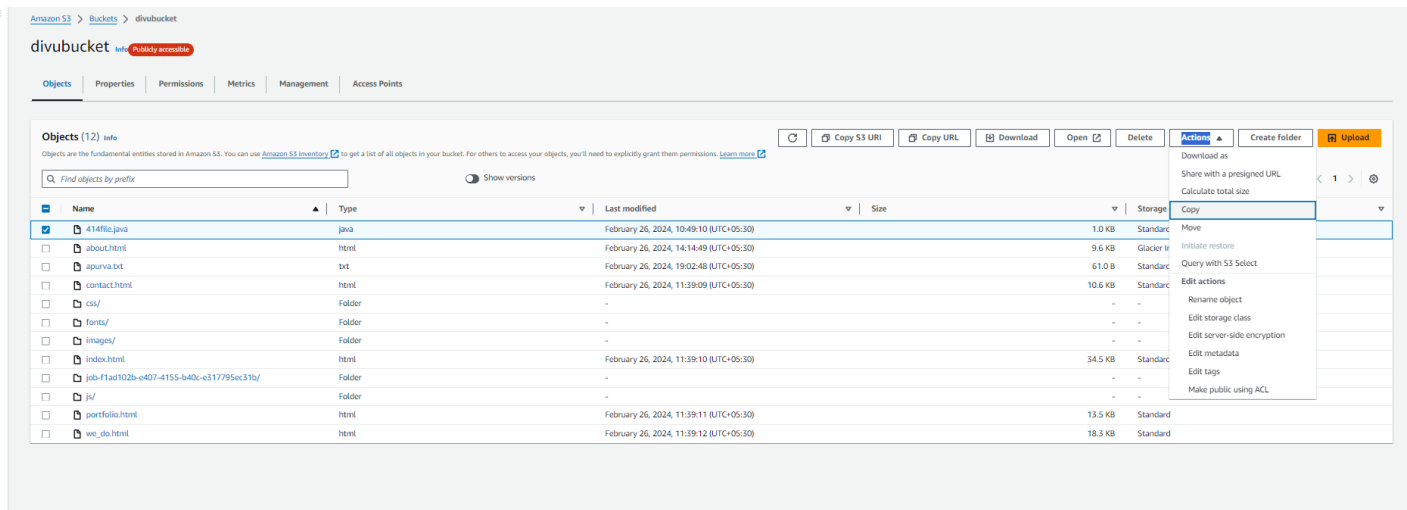 Amazon S3 > Buckets > divubucket
divubucket Info Publicly accessible
Objects Properties Permissions Metrics Management Access Points
Objects (12) Info
Copy S3 URI Copy URL Download Open Delete Actions Create folder Upload
Objects are the fundamental entities stored in Amazon S3. You can use Amazon S3 inventory to get a list of all objects in your bucket. For others to access your objects, you'll need to explicitly grant them permissions. Learn more
Find objects by prefix
Show versions
< 1 >
Name Type Last modified Size Storage
414file.java java February 26, 2024, 10:49:10 (UTC+05:30) 1.0 KB Standard
about.html html February 26, 2024, 14:14:49 (UTC+05:30) 9.6 KB Glacier Ir
apurva.txt txt February 26, 2024, 19:02:48 (UTC+05:30) 61.0 B Standard
contact.html html February 26, 2024, 11:39:09 (UTC+05:30) 10.6 KB Standard
css/ Folder - - -
fonts/ Folder - - -
images/ Folder - - -
index.html html February 26, 2024, 11:39:10 (UTC+05:30) 34.5 KB Standard
job-f1ad102b-e407-4155-b40c-e317795ec31b/ Folder - - -
js/ Folder - - -
portfolio.html html February 26, 2024, 11:39:11 (UTC+05:30) 13.5 KB Standard
we_do.html html February 26, 2024, 11:39:12 (UTC+05:30) 18.3 KB Standard
Download as
Share with a presigned URL
Calculate total size
Copy
Move
Initiate restore
Query with S3 Select
Edit actions
Rename object
Edit storage class
Edit server-side encryption
Edit metadata
Edit tags
Make public using ACL